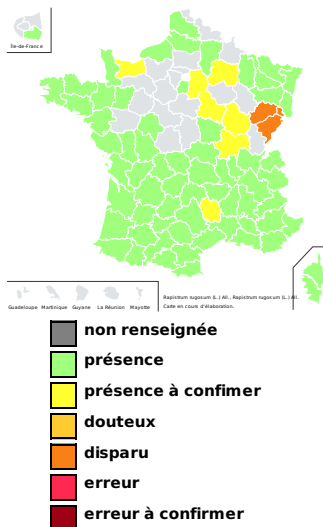 Île-de-France
Guadeloupe Martinique Guyane La Réunion Mayotte
Rapistrum rugosum (L.) All., Rapistrum rugosum (L.) All.
Carte en cours d'élaboration.
non renseignée
présence
présence à confimer
douteux
disparu
erreur
erreur à confirmer